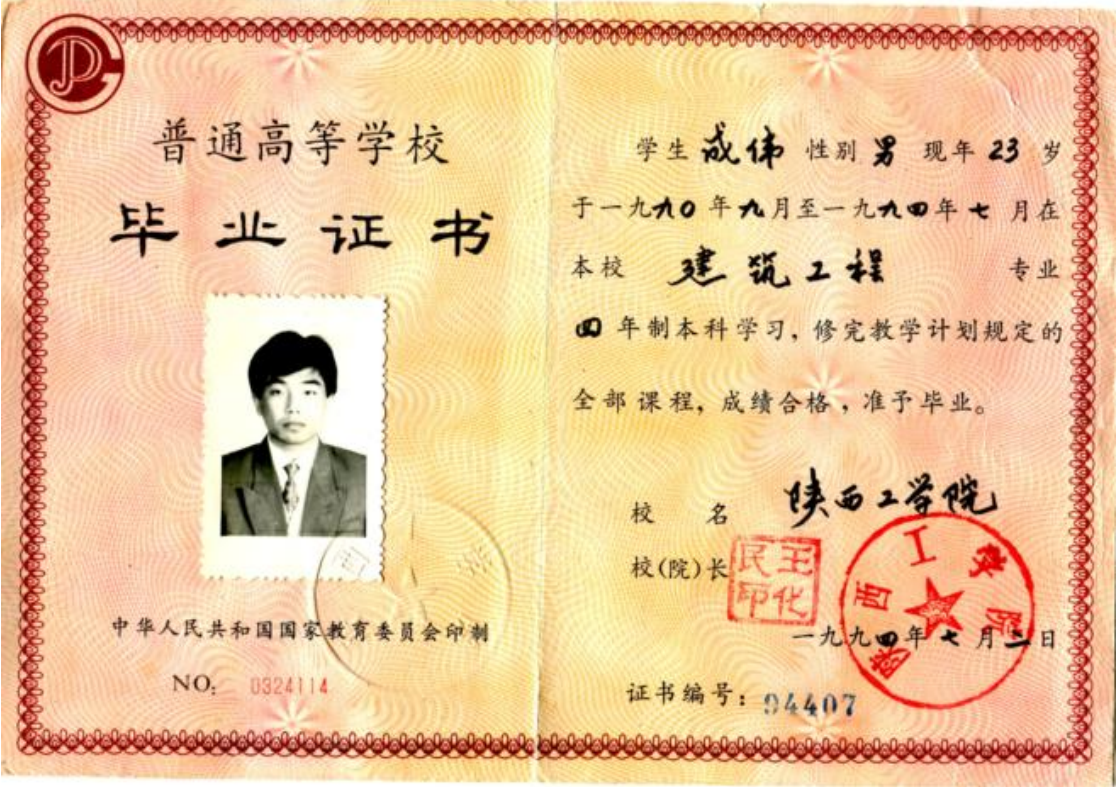 普通高等学校
毕业证书
中华人民共和国国家教育委员会印制
NO: 0324114
学生 成伟 性别 男 现年 23 岁
于一九九〇年九月至一九九四年七月在
本校 建筑工程 专业
四年制本科学习，修完教学计划规定的
全部课程，成绩合格，准予毕业。
校 名 陕西工学院
校(院)长 王化民印
陕西工学院
一九九四年七月二日
证书编号：94407